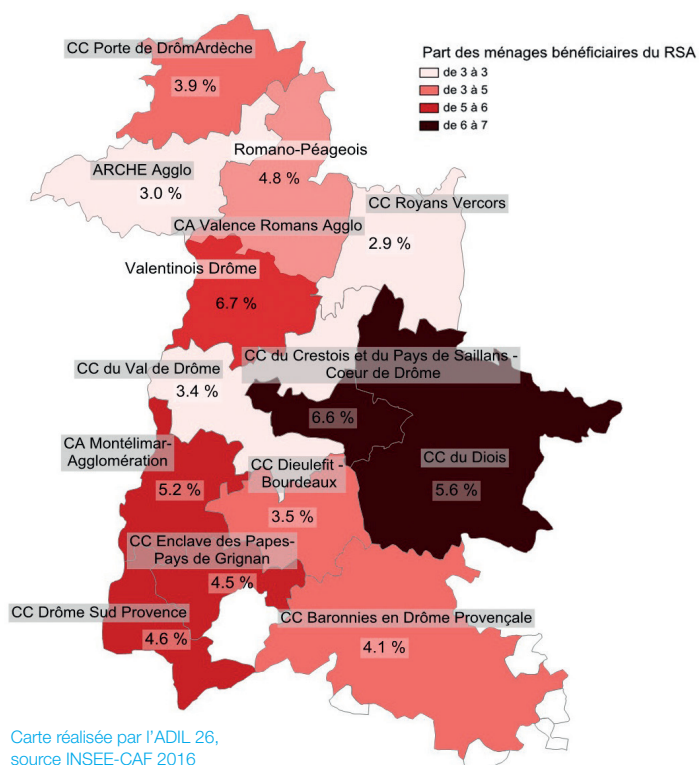 CC Porte de DrômArdèche
3.9 %
Part des ménages bénéficiaires du RSA
de 3 à 3
de 3 à 5
de 5 à 6
de 6 à 7
Romano-Péageois
4.8 %
ARCHE Agglo
3.0 %
CC Royans Vercors
2.9 %
CA Valence Romans Agglo
Valentinois Drôme
6.7 %
CC du Crestois et du Pays de Saillans -
Coeur de Drôme
6.6 %
CC du Val de Drôme
3.4 %
CA Montélimar-
Agglomération
5.2 %
CC Dieulefit -
Bourdeaux
3.5 %
CC du Diois
5.6 %
CC Enclave des Papes-
Pays de Grignan
4.5 %
CC Drôme Sud Provence
4.6 %
CC Baronnies en Drôme Provençale
4.1 %
Carte réalisée par l'ADIL 26,
source INSEE-CAF 2016